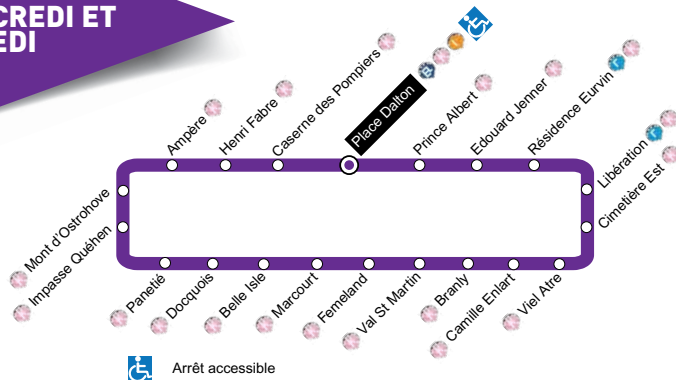 CREDI ET
EDI
Ampère
Henri Fabre
Caserne des Pompiers
Place Dalton
Prince Albert
Edouard Jenner
Résidence Eurvin
Libération
Cimetière Est
Mont d'Ostrohove
Impasse Quéhen
Panetié
Docquois
Belle Isle
Marcourt
Femeland
Val St Martin
Branly
Camille Enlart
Viel Atre
Arrêt accessible